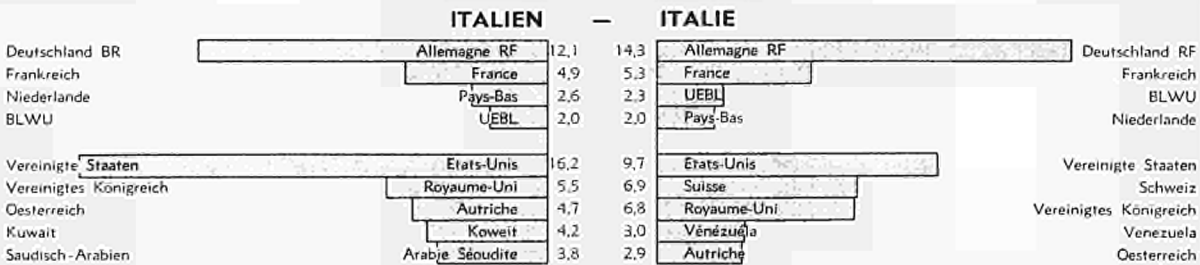 ITALIEN — ITALIE
Deutschland BR Allemagne RF 12,1 14,3 Allemagne RF Deutschland RF
Frankreich France 4,9 5,3 France Frankreich
Niederlande Pays-Bas 2,6 2,3 UEBL BLWU
BLWU UEBL 2,0 2,0 Pays-Bas Niederlande
Vereinigte Staaten Etats-Unis 16,2 9,7 Etats-Unis Vereinigte Staaten
Vereinigtes Königreich Royaume-Uni 5,5 6,9 Suisse Schweiz
Oesterreich Autriche 4,7 6,8 Royaume-Uni Vereinigtes Königreich
Kuwait Koweit 4,2 3,0 Vénézuéla Venezuela
Saudisch-Arabien Arabie Séoudite 3,8 2,9 Autriche Oesterreich